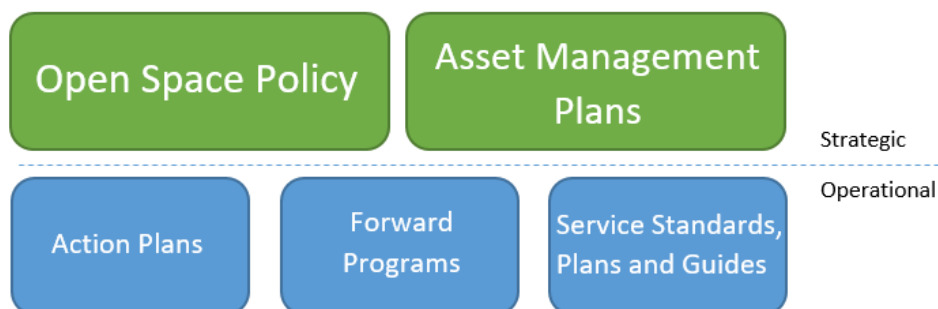 Open Space Policy
Asset Management
Plans
Strategic
Operational
Action Plans
Forward
Programs
Service Standards,
Plans and Guides